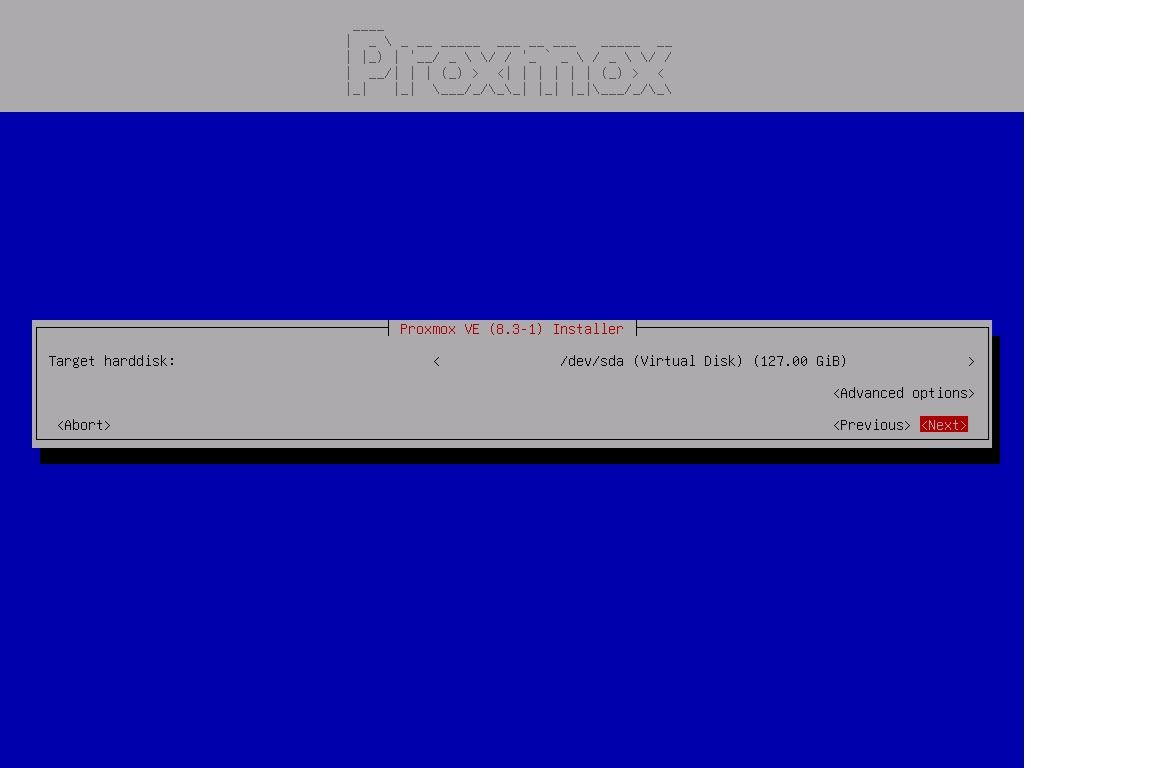 Proxmox
Proxmox VE (8.3-1) Installer
Target harddisk: < /dev/sda (Virtual Disk) (127.00 GiB) >
<Advanced options>
<Abort> <Previous> <Next>